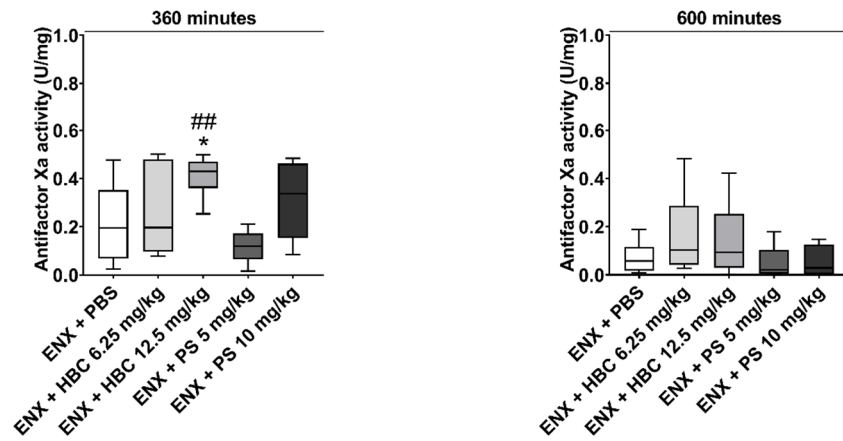 360 minutes
Antifactor Xa activity (U/mg)
1.0
0.8
0.6
0.4
0.2
0.0
##
*
ENX + PBS
ENX + HBC 6.25 mg/kg
ENX + HBC 12.5 mg/kg
ENX + PS 5 mg/kg
ENX + PS 10 mg/kg
600 minutes
Antifactor Xa activity (U/mg)
1.0
0.8
0.6
0.4
0.2
0.0
ENX + PBS
ENX + HBC 6.25 mg/kg
ENX + HBC 12.5 mg/kg
ENX + PS 5 mg/kg
ENX + PS 10 mg/kg